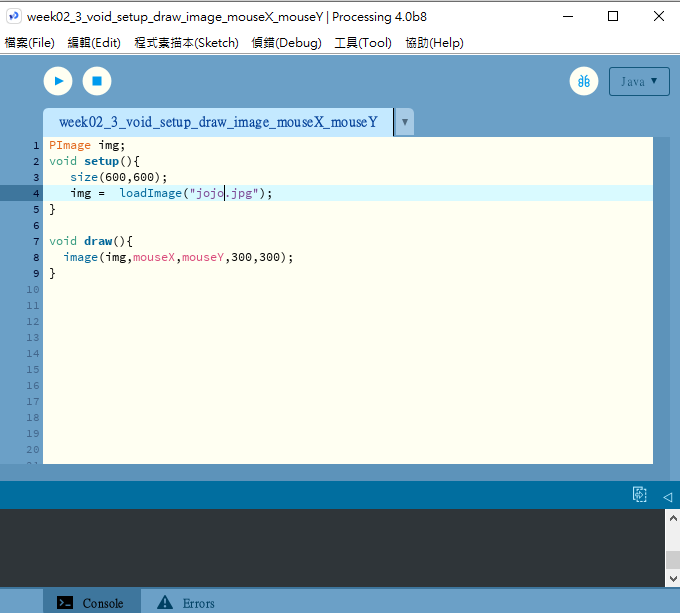 week02_3_void_setup_draw_image_mouseX_mouseY | Processing 4.0b8
檔案(File) 編輯(Edit) 程式素描本(Sketch) 偵錯(Debug) 工具(Tool) 協助(Help)
Java ▼
week02_3_void_setup_draw_image_mouseX_mouseY ▼
1 PImage img;
2 void setup(){
3 size(600,600);
4 img = loadImage("jojo.jpg");
5 }
6
7 void draw(){
8 image(img,mouseX,mouseY,300,300);
9 }
10
11
12
13
14
15
16
17
18
19
20
21
Console Errors